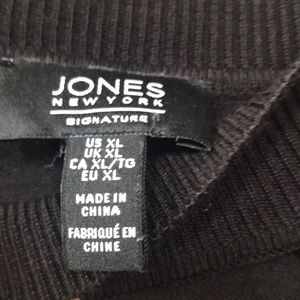 JONES
NEW YORK
SIGNATURE
US XL
UK XL
CA XL/TG
EU XL
MADE IN
CHINA
FABRIQUÉ EN
CHINE